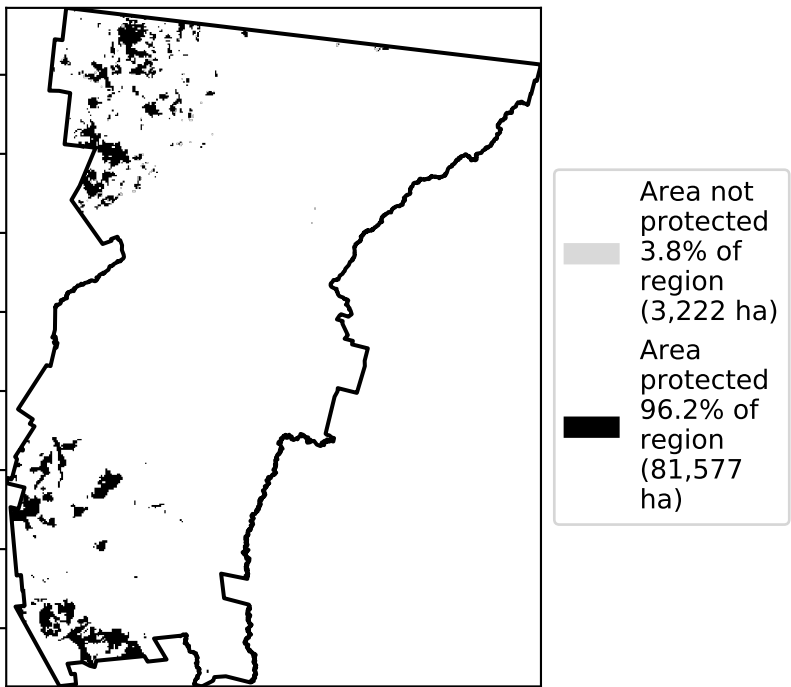 Area not
protected
3.8% of
region
(3,222 ha)
Area
protected
96.2% of
region
(81,577
ha)